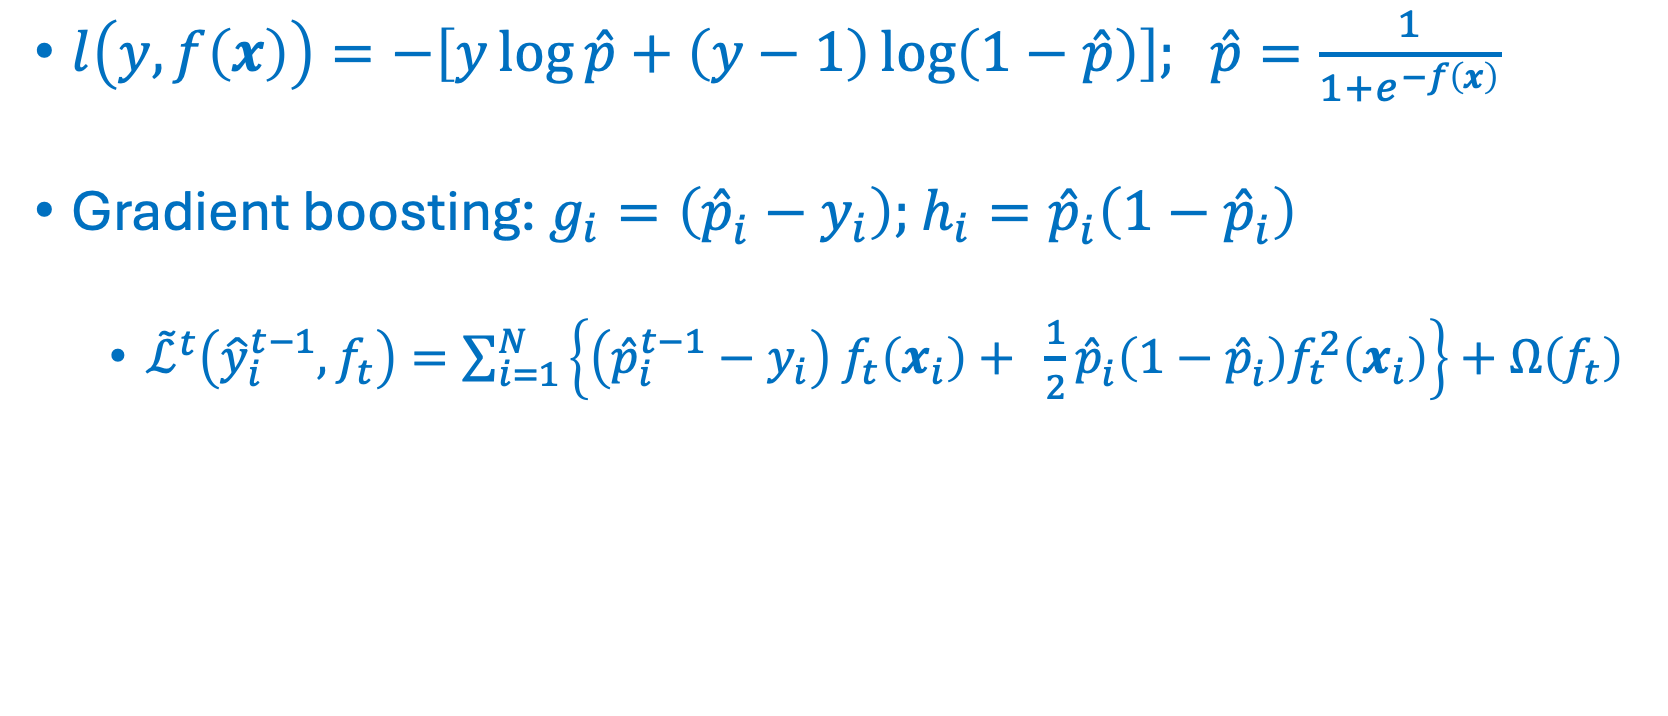 • l(y, f(x)) = −[y log p̂ + (y − 1) log(1 − p̂)]; p̂ = 1/(1+e^{−f(x)})
• Gradient boosting: g_i = (p̂_i − y_i); h_i = p̂_i(1 − p̂_i)
• ℒ̃^t(ŷ_i^{t−1}, f_t) = ∑_{i=1}^N {(p̂_i^{t−1} − y_i) f_t(x_i) + 1/2 p̂_i(1 − p̂_i)f_t^2(x_i)} + Ω(f_t)